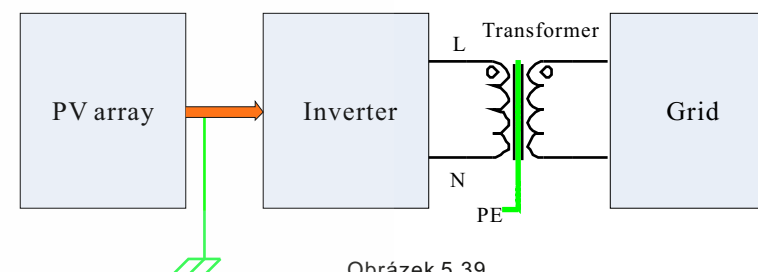 Transformer
L
PV array
Inverter
Grid
N
PE
Obrázek 5.39